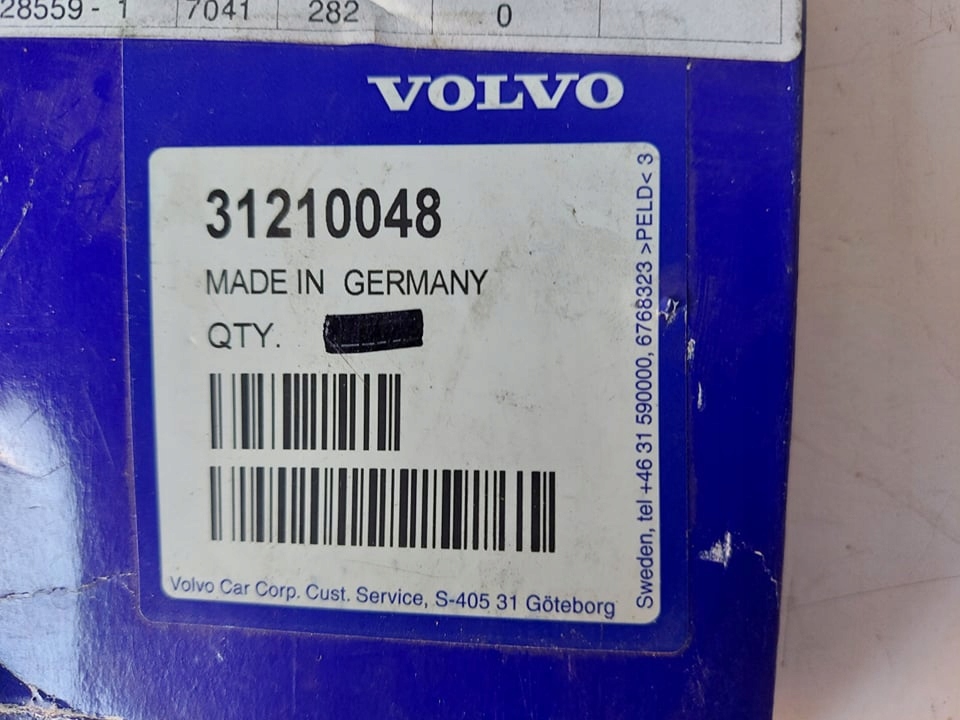 28559 - 1 7041 282 0
VOLVO
31210048
MADE IN GERMANY
QTY.
Volvo Car Corp. Cust. Service, S-405 31 Göteborg
Sweden, tel +46 31 590000, 6768323 >PELD< 3